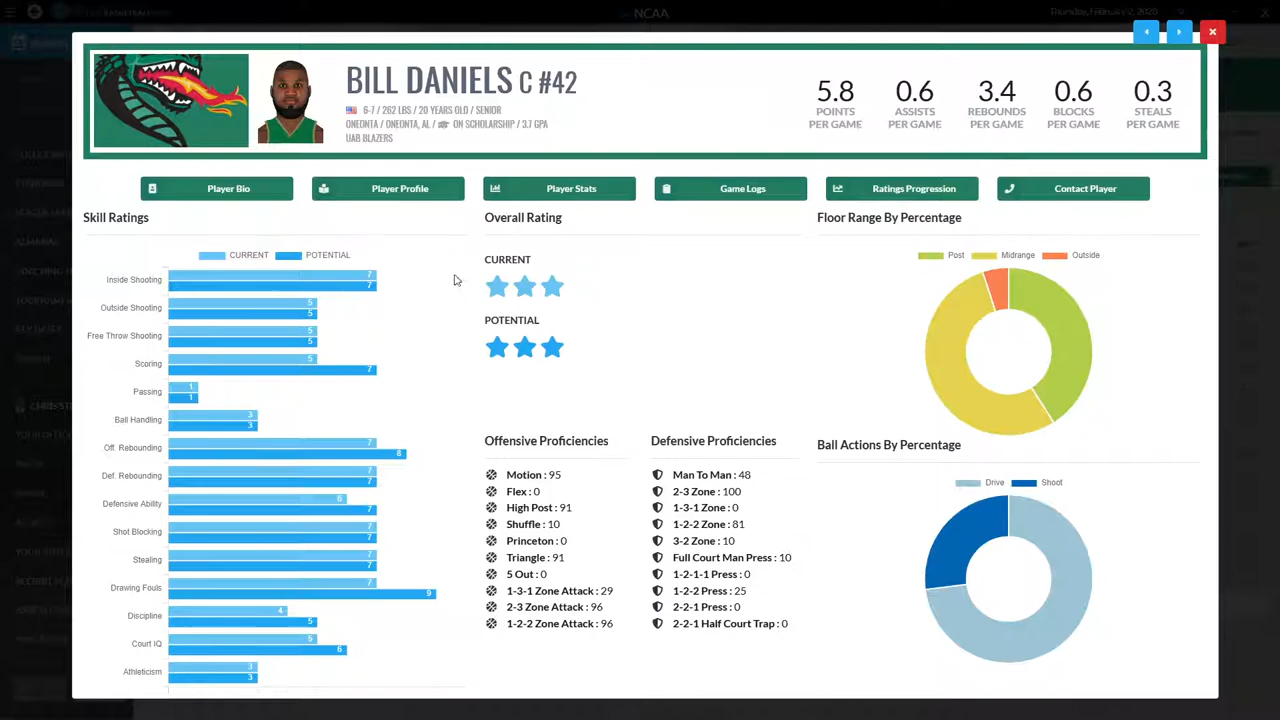 NCAA
BILL DANIELS C #42
6-7 / 262 LBS / 20 YEARS OLD / SENIOR
ONEONTA / ONEONTA, AL / ON SCHOLARSHIP / 3.7 GPA
UAB BLAZERS
5.8 0.6 3.4 0.6 0.3
POINTS ASSISTS REBOUNDS BLOCKS STEALS
PER GAME PER GAME PER GAME PER GAME PER GAME
Player Bio Player Profile Player Stats Game Logs Ratings Progression Contact Player
Skill Ratings
CURRENT POTENTIAL
Inside Shooting 7 7
Outside Shooting 5 5
Free Throw Shooting 5 5
Scoring 5 7
Passing 1 1
Ball Handling 3 3
Off. Rebounding 7 8
Def. Rebounding 7 7
Defensive Ability 6 7
Shot Blocking 7 7
Stealing 7 7
Drawing Fouls 7 9
Discipline 4 5
Court IQ 5 6
Athleticism 3 3
Overall Rating
CURRENT
POTENTIAL
Offensive Proficiencies
Motion : 95
Flex : 0
High Post : 91
Shuffle : 10
Princeton : 0
Triangle : 91
5 Out : 0
1-3-1 Zone Attack : 29
2-3 Zone Attack : 96
1-2-2 Zone Attack : 96
Defensive Proficiencies
Man To Man : 48
2-3 Zone : 100
1-3-1 Zone : 0
1-2-2 Zone : 81
3-2 Zone : 10
Full Court Man Press : 10
1-2-1-1 Press : 0
1-2-2 Press : 25
2-2-1 Press : 0
2-2-1 Half Court Trap : 0
Floor Range By Percentage
Post Midrange Outside
Ball Actions By Percentage
Drive Shoot